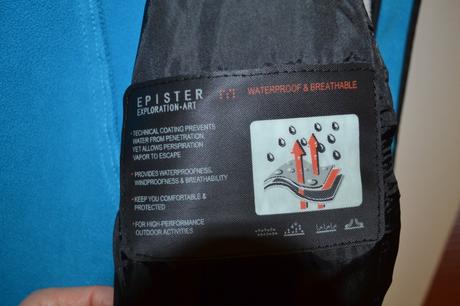 EPISTER
EXPLORATION-ART
WATERPROOF & BREATHABLE
•TECHNICAL COATING PREVENTS
WATER FROM PENETRATION,
YET ALLOWS PERSPIRATION
VAPOR TO ESCAPE
•PROVIDES WATERPROOFNESS,
WINDPROOFNESS & BREATHABILITY
•KEEP YOU COMFORTABLE &
PROTECTED
•FOR HIGH-PERFORMANCE
OUTDOOR ACTIVITIES